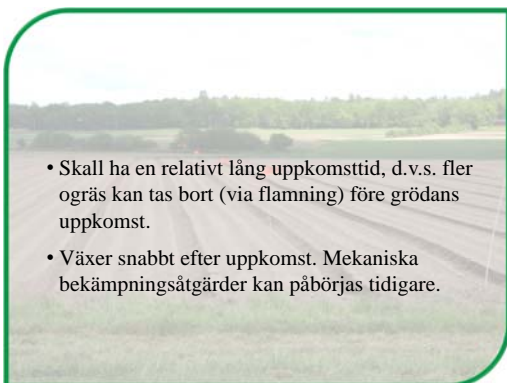 • Skall ha en relativt lång uppkomsttid, d.v.s. fler
ogräs kan tas bort (via flamning) före grödans
uppkomst.
• Växer snabbt efter uppkomst. Mekaniska
bekämpningsåtgärder kan påbörjas tidigare.